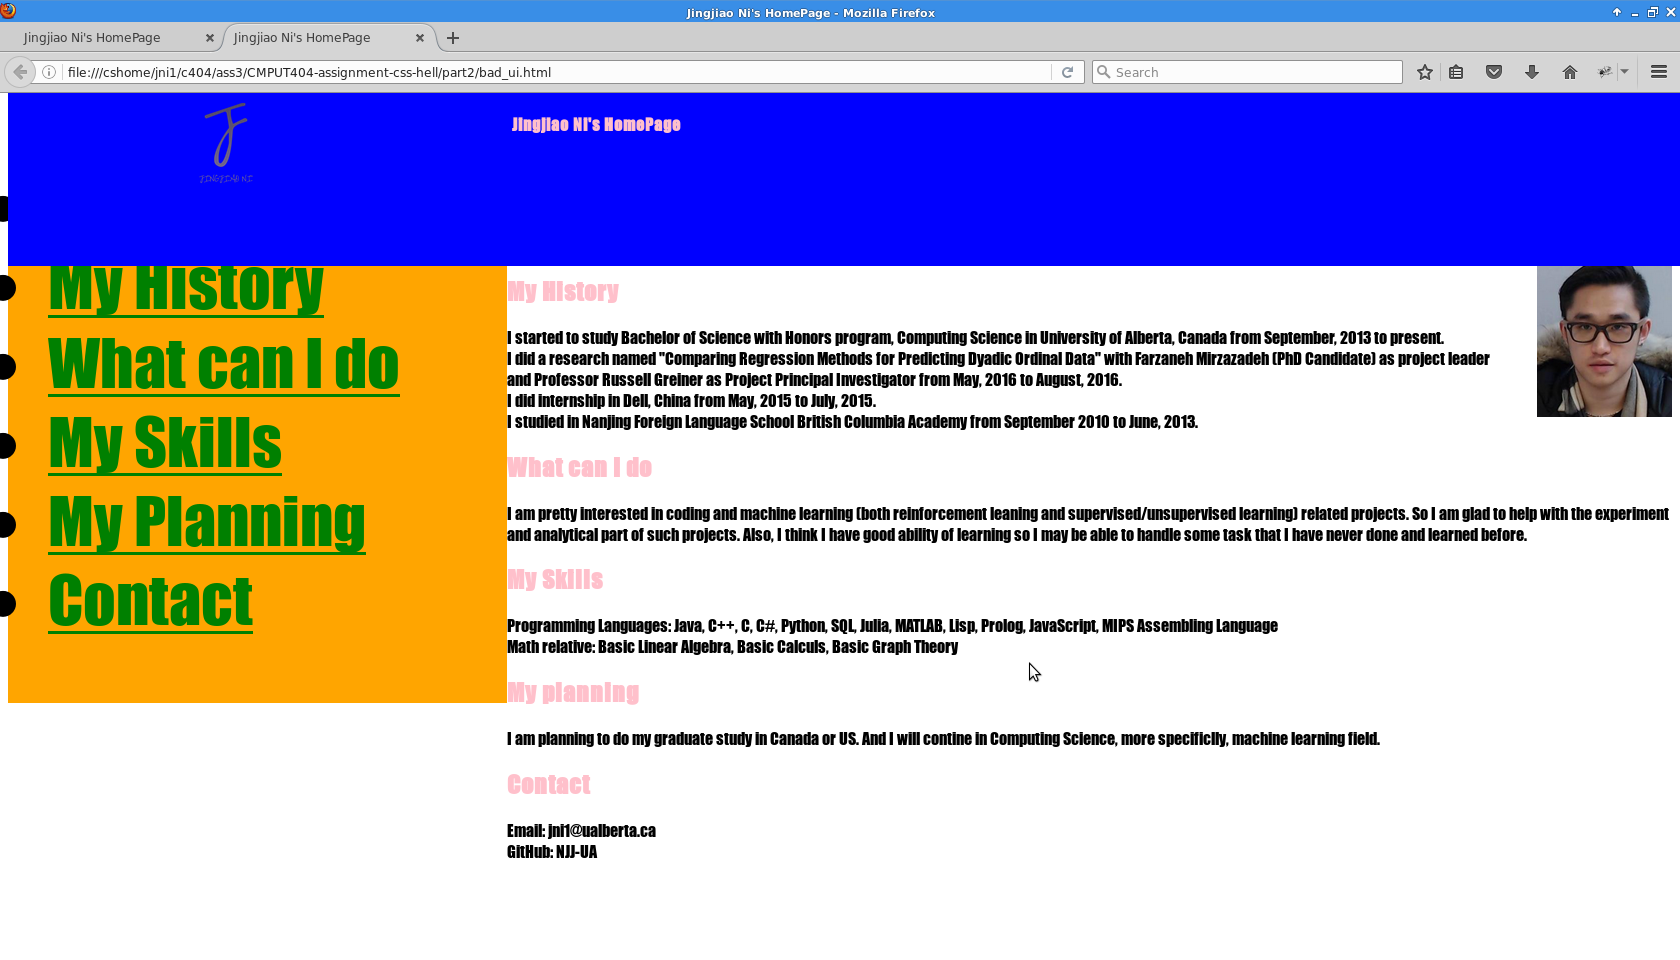 Jingjiao Ni's HomePage - Mozilla Firefox
Jingjiao Ni's HomePage
Jingjiao Ni's HomePage
file:///cshome/jni1/c404/ass3/CMPUT404-assignment-css-hell/part2/bad_ui.html
Search
JINGJIAO NI
Jingjiao Ni's HomePage
My History
What can I do
My Skills
My Planning
Contact
My History
I started to study Bachelor of Science with Honors program, Computing Science in University of Alberta, Canada from September, 2013 to present.
I did a research named "Comparing Regression Methods for Predicting Dyadic Ordinal Data" with Farzaneh Mirzazadeh (PhD Candidate) as project leader
and Professor Russell Greiner as Project Principal Investigator from May, 2016 to August, 2016.
I did internship in Dell, China from May, 2015 to July, 2015.
I studied in Nanjing Foreign Language School British Columbia Academy from September 2010 to June, 2013.
What can I do
I am pretty interested in coding and machine learning (both reinforcement leaning and supervised/unsupervised learning) related projects. So I am glad to help with the experiment
and analytical part of such projects. Also, I think I have good ability of learning so I may be able to handle some task that I have never done and learned before.
My Skills
Programming Languages: Java, C++, C, C#, Python, SQL, Julia, MATLAB, Lisp, Prolog, JavaScript, MIPS Assembling Language
Math relative: Basic Linear Algebra, Basic Calculs, Basic Graph Theory
My planning
I am planning to do my graduate study in Canada or US. And I will contine in Computing Science, more specificlly, machine learning field.
Contact
Email: jni1@ualberta.ca
GitHub: NJJ-UA